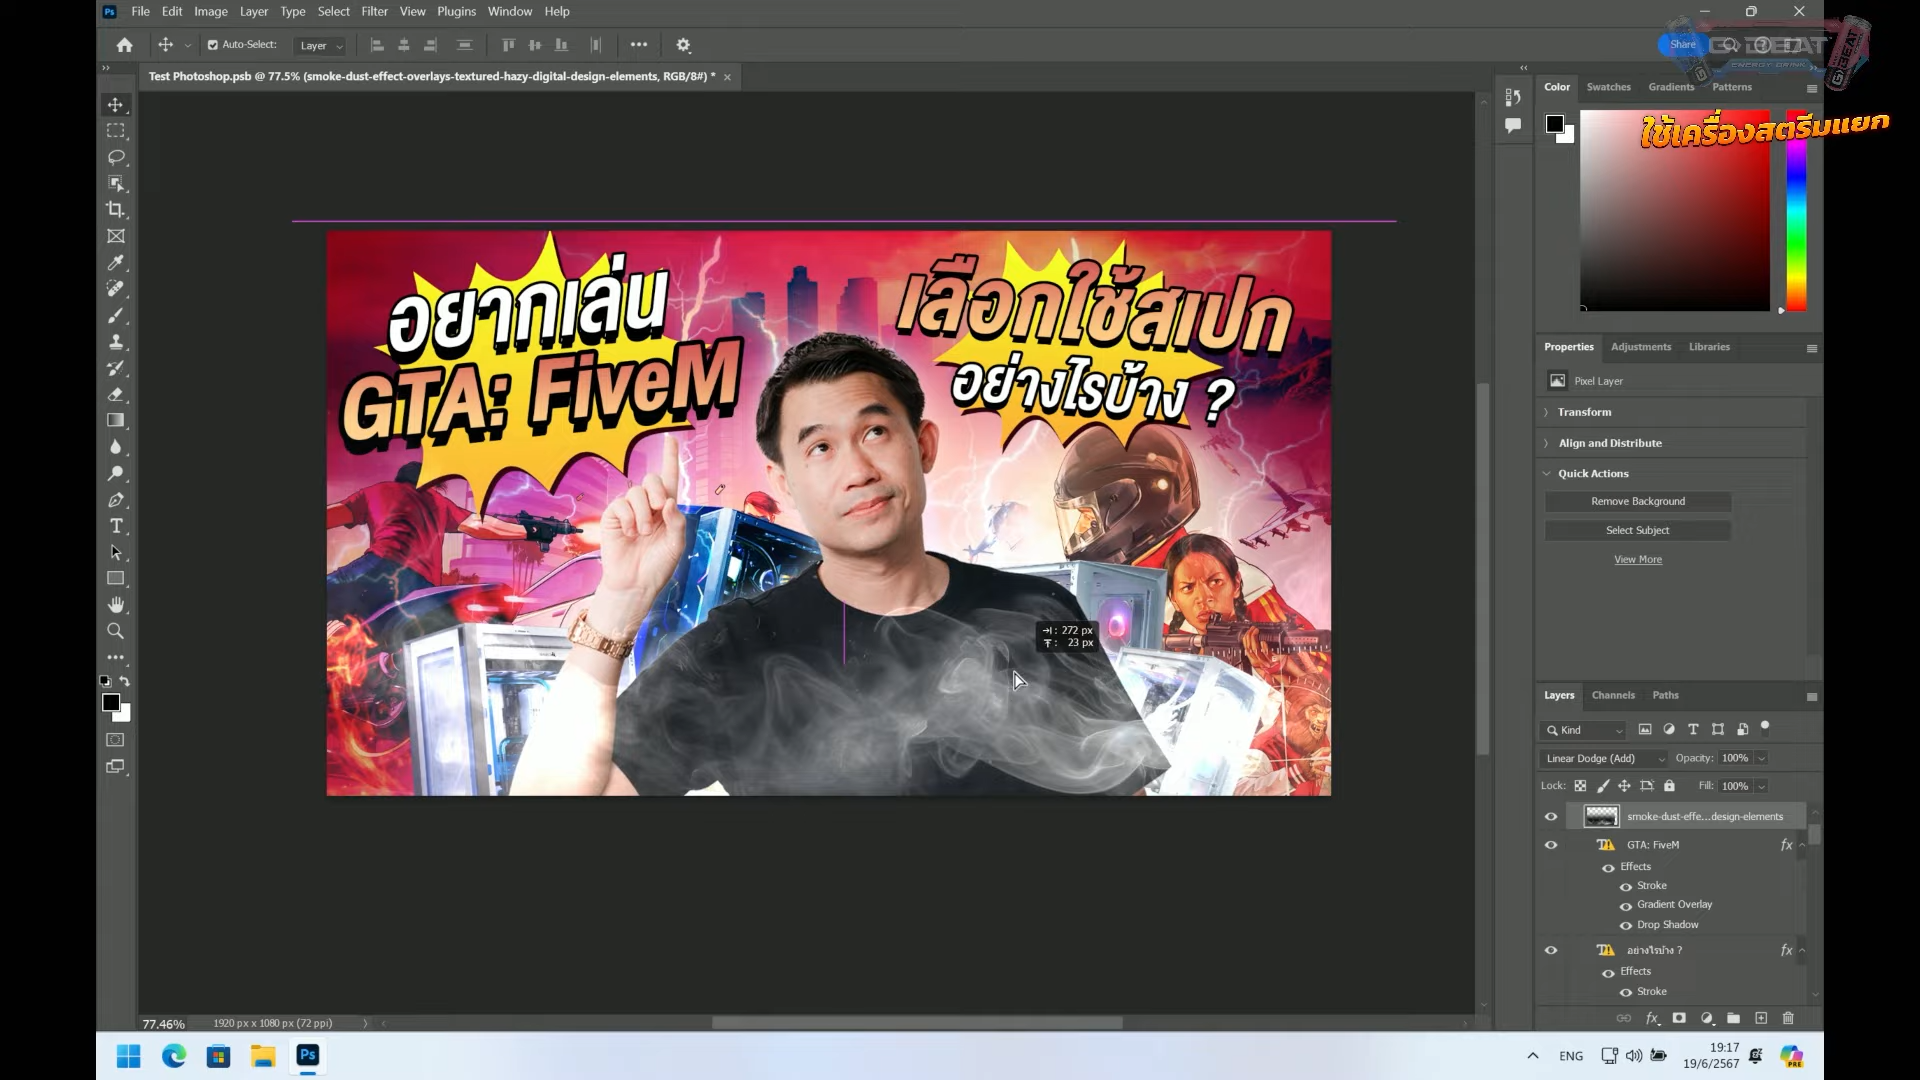 File Edit Image Layer Type Select Filter View Plugins Window Help
Auto-Select: Layer
Share
G BEAT
ENERGY DRINK
ใช้เครื่องสตรีมแยก
Test Photoshop.psb @ 77.5% (smoke-dust-effect-overlays-textured-hazy-digital-design-elements, RGB/8#) *
Color Swatches Gradients Patterns
อยากเล่น
GTA: FiveM
เลือกใช้สเปก
อย่างไรบ้าง ?
272 px
23 px
Properties Adjustments Libraries
Pixel Layer
Transform
Align and Distribute
Quick Actions
Remove Background
Select Subject
View More
Layers Channels Paths
Kind
Linear Dodge (Add) Opacity: 100%
Lock: Fill: 100%
smoke-dust-effe...design-elements
GTA: FiveM fx
Effects
Stroke
Gradient Overlay
Drop Shadow
อย่างไรบ้าง ? fx
Effects
Stroke
77.46% 1920 px x 1080 px (72 ppi)
ENG
19:17
19/6/2567